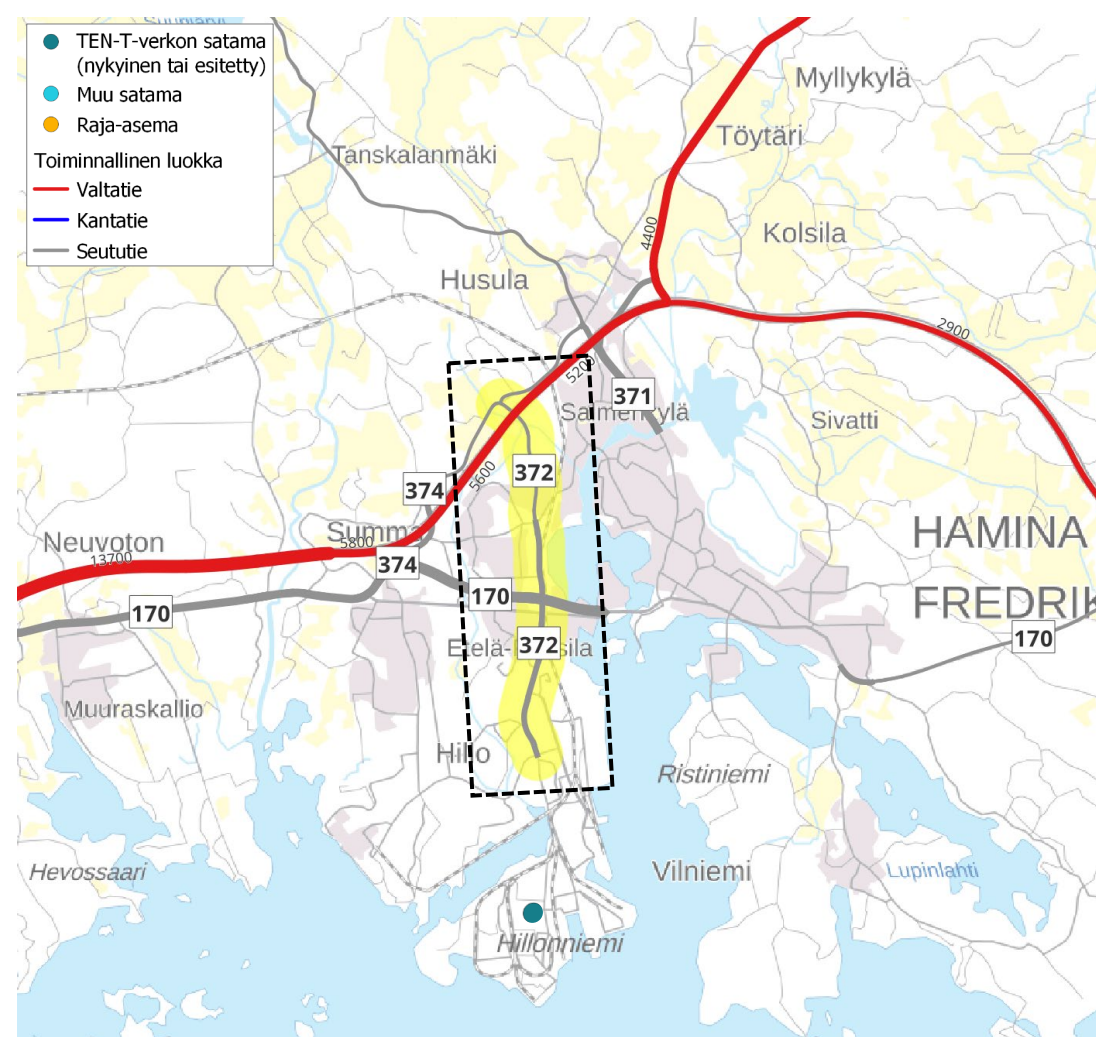 TEN-T-verkon satama
(nykyinen tai esitetty)
Muu satama
Raja-asema
Toiminnallinen luokka
Valtatie
Kantatie
Seututie
Myllykylä
Töytäri
Tanskalanmäki
Kolsila
4400
Husula
2900
5200
371
Sivatti
372
5600
374
Summa
HAMINA
Neuvoton
5800
13700
374
170
170
FREDRIK
372
170
Muuraskallio
Hillo
Ristiniemi
Hevossaari
Vilniemi
Lupinlahti
Hillonniemi